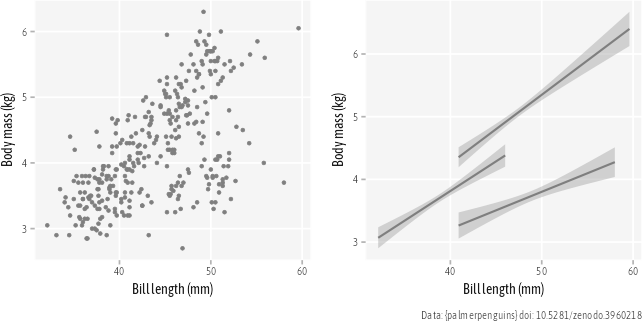 6
5
4
3
Body mass (kg)
40
50
60
Bill length (mm)
6
5
4
3
Body mass (kg)
40
50
60
Bill length (mm)
Data: {palmerpenguins} doi: 10.5281/zenodo.3960218